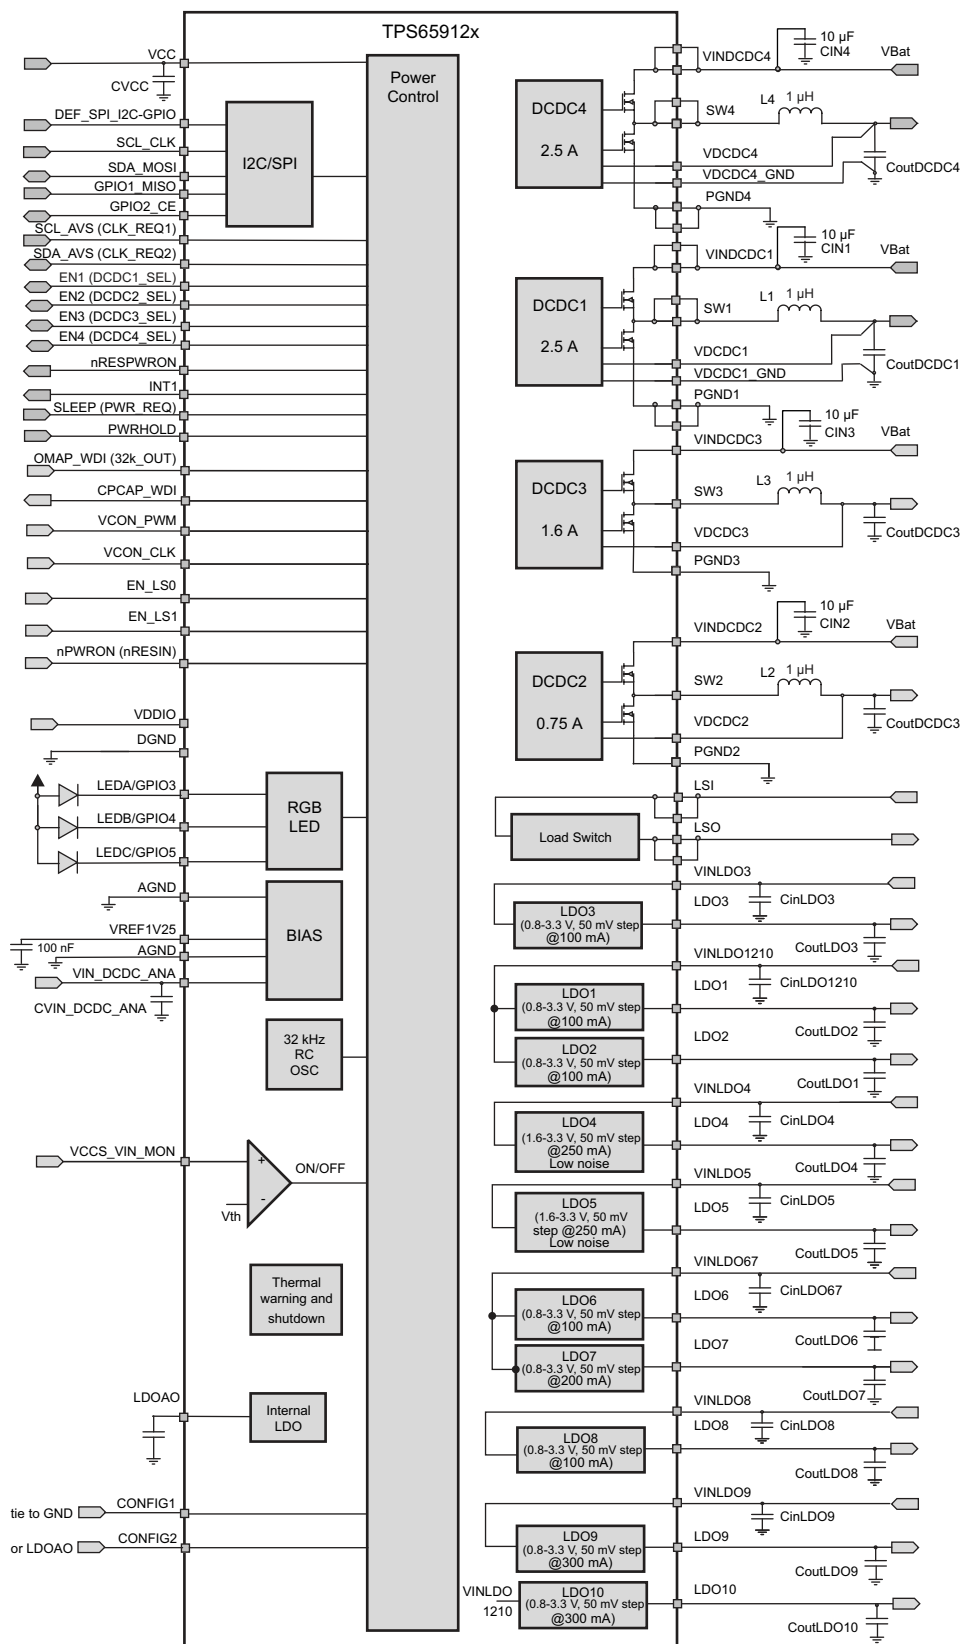 TPS65912x
VCC
CVCC
DEF_SPI_I2C-GPIO
SCL_CLK
SDA_MOSI
GPIO1_MISO
GPIO2_CE
SCL_AVS (CLK_REQ1)
SDA_AVS (CLK_REQ2)
EN1 (DCDC1_SEL)
EN2 (DCDC2_SEL)
EN3 (DCDC3_SEL)
EN4 (DCDC4_SEL)
nRESPWRON
INT1
SLEEP (PWR_REQ)
PWRHOLD
OMAP_WDI (32k_OUT)
CPCAP_WDI
VCON_PWM
VCON_CLK
EN_LS0
EN_LS1
nPWRON (nRESIN)
VDDIO
DGND
LEDA/GPIO3
LEDB/GPIO4
LEDC/GPIO5
AGND
VREF1V25
100 nF
AGND
VIN_DCDC_ANA
CVIN_DCDC_ANA
VCCS_VIN_MON
LDOAO
tie to GND
CONFIG1
or LDOAO
CONFIG2
I2C/SPI
RGB
LED
BIAS
32 kHz
RC
OSC
+
-
Vth
ON/OFF
Thermal
warning and
shutdown
Internal
LDO
Power
Control
DCDC4
2.5 A
VINDCDC4
10 µF
CIN4
VBat
SW4
L4
1 µH
VDCDC4
VDCDC4_GND
CoutDCDC4
PGND4
DCDC1
2.5 A
VINDCDC1
10 µF
CIN1
VBat
SW1
L1
1 µH
VDCDC1
VDCDC1_GND
CoutDCDC1
PGND1
DCDC3
1.6 A
VINDCDC3
10 µF
CIN3
VBat
SW3
L3
1 µH
VDCDC3
CoutDCDC3
PGND3
DCDC2
0.75 A
VINDCDC2
10 µF
CIN2
VBat
SW2
L2
1 µH
VDCDC2
CoutDCDC3
PGND2
Load Switch
LSI
LSO
VINLDO3
LDO3
CinLDO3
LDO3
(0.8-3.3 V, 50 mV step
@100 mA)
CoutLDO3
VINLDO1210
LDO1
CinLDO1210
LDO1
(0.8-3.3 V, 50 mV step
@100 mA)
CoutLDO2
LDO2
LDO2
(0.8-3.3 V, 50 mV step
@100 mA)
CoutLDO1
VINLDO4
LDO4
CinLDO4
LDO4
(1.6-3.3 V, 50 mV step
@250 mA)
Low noise
CoutLDO4
VINLDO5
LDO5
CinLDO5
LDO5
(1.6-3.3 V, 50 mV
step @250 mA)
Low noise
CoutLDO5
VINLDO67
LDO6
CinLDO67
LDO6
(0.8-3.3 V, 50 mV step
@100 mA)
CoutLDO6
LDO7
LDO7
(0.8-3.3 V, 50 mV step
@200 mA)
CoutLDO7
VINLDO8
LDO8
CinLDO8
LDO8
(0.8-3.3 V, 50 mV step
@100 mA)
CoutLDO8
VINLDO9
CinLDO9
LDO9
LDO9
(0.8-3.3 V, 50 mV step
@300 mA)
CoutLDO9
VINLDO
1210
LDO10
(0.8-3.3 V, 50 mV step
@300 mA)
LDO10
CoutLDO10